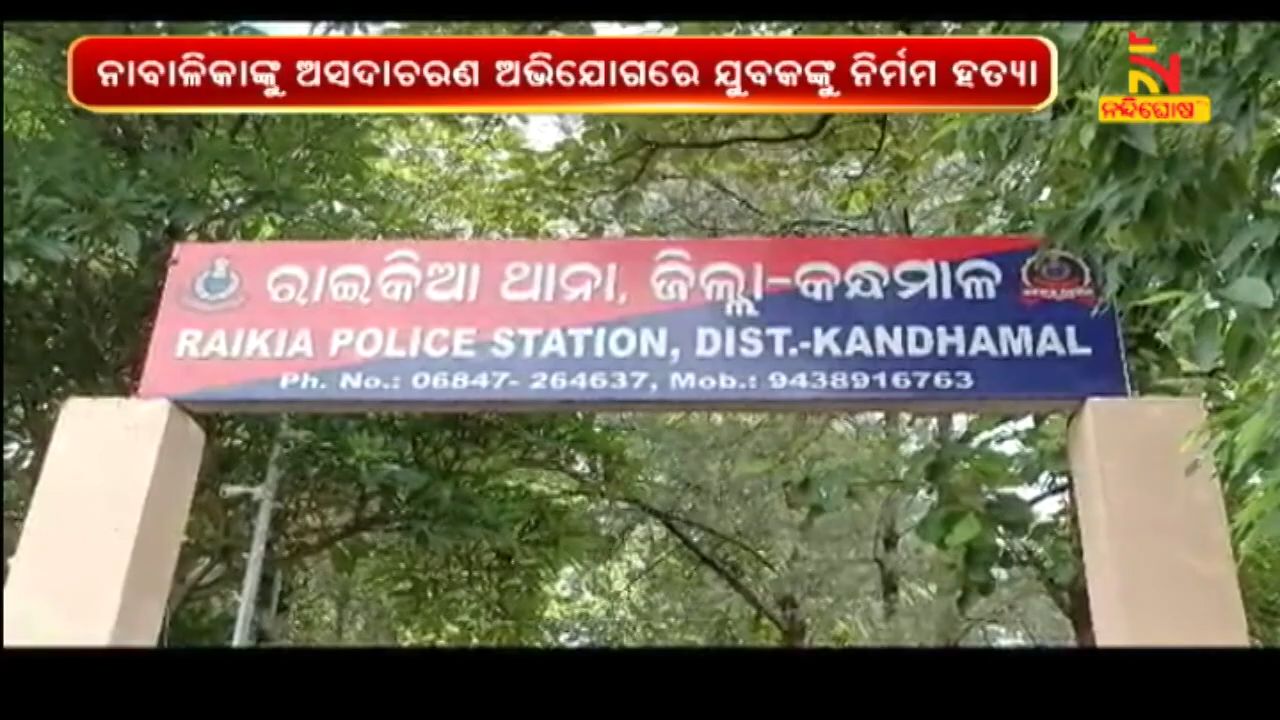 ନାବାଳିକାଙ୍କୁ ଅସଦାଚରଣ ଅଭିଯୋଗରେ ଯୁବକଙ୍କୁ ନିର୍ମମ ହତ୍ୟା
ନନ୍ଦିଘୋଷ
ରାଇକିଆ ଥାନା, ଜିଲ୍ଲା-କନ୍ଧମାଳ
RAIKIA POLICE STATION, DIST.-KANDHAMAL
Ph. No.: 06847- 264637, Mob.: 9438916763